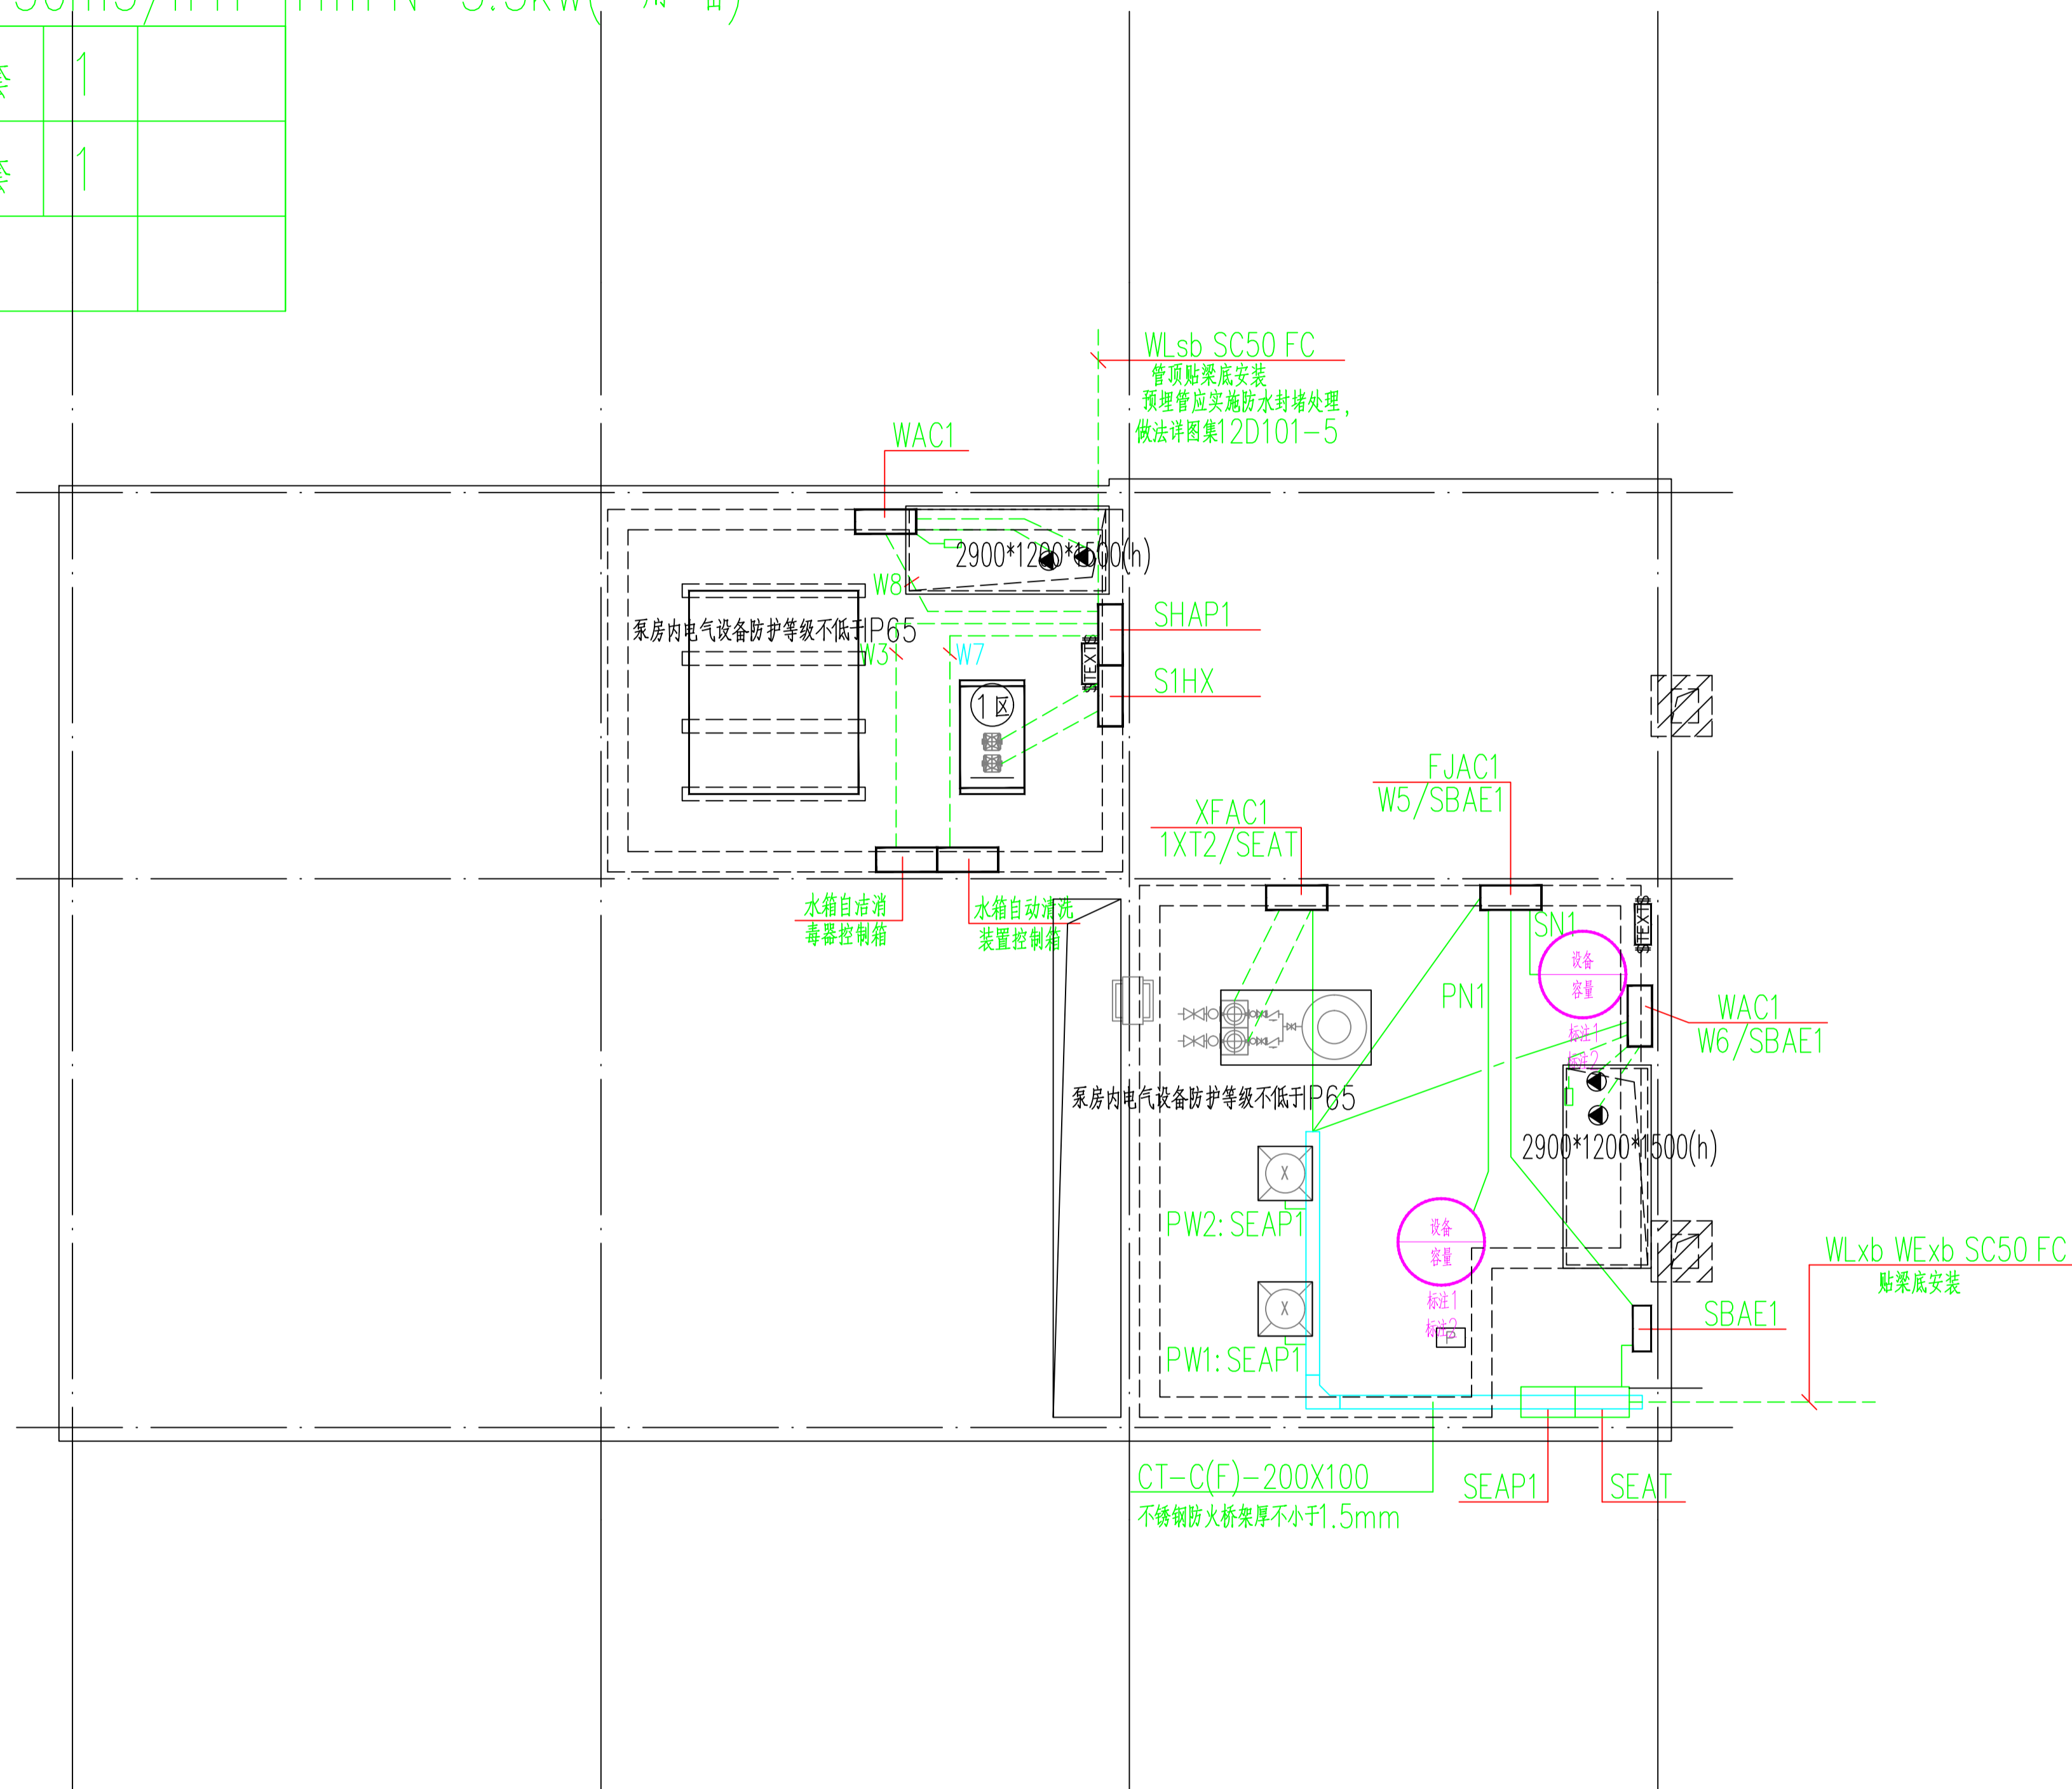 1
1
WLsb SC50 FC
管顶贴梁底安装
预埋管应实施防水封堵处理,
做法详图集12D101-5
WAC1
2900*1200*1500(h)
W8
SHAP1
泵房内电气设备防护等级不低于IP65
W3
W7
$TEXT$
S1HX
1区
FJAC1
W5/SBAE1
XFAC1
1XT2/SEAT
水箱自洁消
毒器控制箱
水箱自动清洗
装置控制箱
SN1
$TEXT$
设备
容量
PN1
WAC1
W6/SBAE1
标注1
标注2
泵房内电气设备防护等级不低于IP65
2900*1200*1500(h)
PW2:SEAP1
设备
容量
WLxb WExb SC50 FC
贴梁底安装
标注1
标注2
P
SBAE1
PW1:SEAP1
CT-C(F)-200X100
不锈钢防火桥架厚不小于1.5mm
SEAP1
SEAT